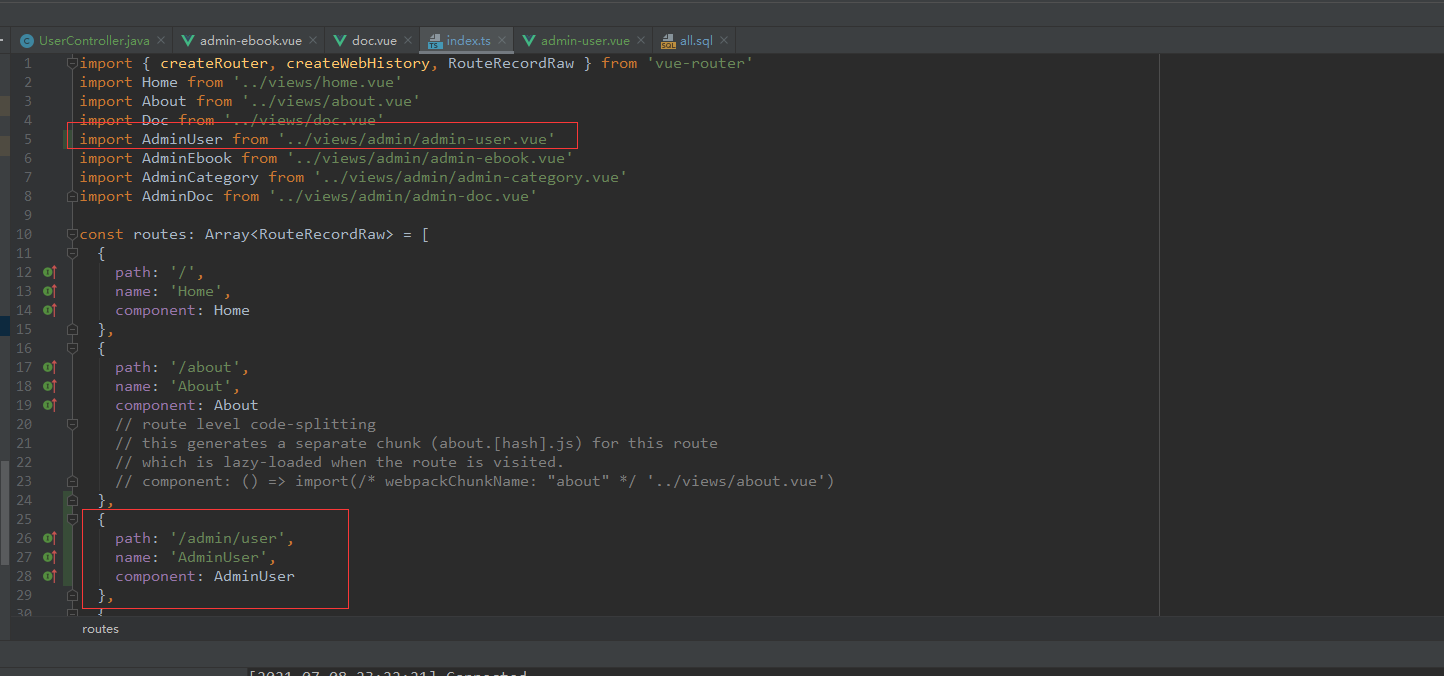 UserController.java admin-ebook.vue doc.vue index.ts admin-user.vue all.sql
1 import { createRouter, createWebHistory, RouteRecordRaw } from 'vue-router'
2 import Home from '../views/home.vue'
3 import About from '../views/about.vue'
4 import Doc from '../views/doc.vue'
5 import AdminUser from '../views/admin/admin-user.vue'
6 import AdminEbook from '../views/admin/admin-ebook.vue'
7 import AdminCategory from '../views/admin/admin-category.vue'
8 import AdminDoc from '../views/admin/admin-doc.vue'
9
10 const routes: Array<RouteRecordRaw> = [
11 {
12 path: '/',
13 name: 'Home',
14 component: Home
15 },
16 {
17 path: '/about',
18 name: 'About',
19 component: About
20 // route level code-splitting
21 // this generates a separate chunk (about.[hash].js) for this route
22 // which is lazy-loaded when the route is visited.
23 // component: () => import(/* webpackChunkName: "about" */ '../views/about.vue')
24 },
25 {
26 path: '/admin/user',
27 name: 'AdminUser',
28 component: AdminUser
29 },
30 {
routes
[2021-07-08 23:23:21] Connected